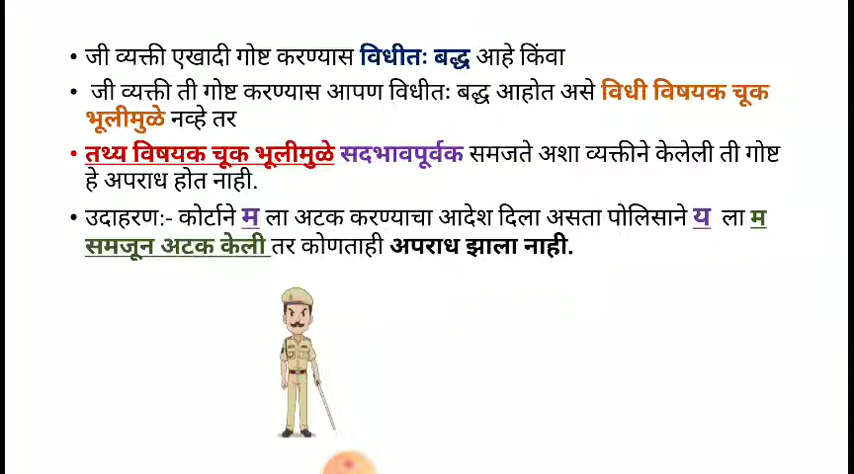 • जी व्यक्ती एखादी गोष्ट करण्यास विधीतः बद्ध आहे किंवा
• जी व्यक्ती ती गोष्ट करण्यास आपण विधीतः बद्ध आहोत असे विधी विषयक चूक
भूलीमुळे नव्हे तर
• तथ्य विषयक चूक भूलीमुळे सदभावपूर्वक समजते अशा व्यक्तीने केलेली ती गोष्ट
हे अपराध होत नाही.
• उदाहरण:- कोर्टाने म ला अटक करण्याचा आदेश दिला असता पोलिसाने य ला म
समजून अटक केली तर कोणताही अपराध झाला नाही.